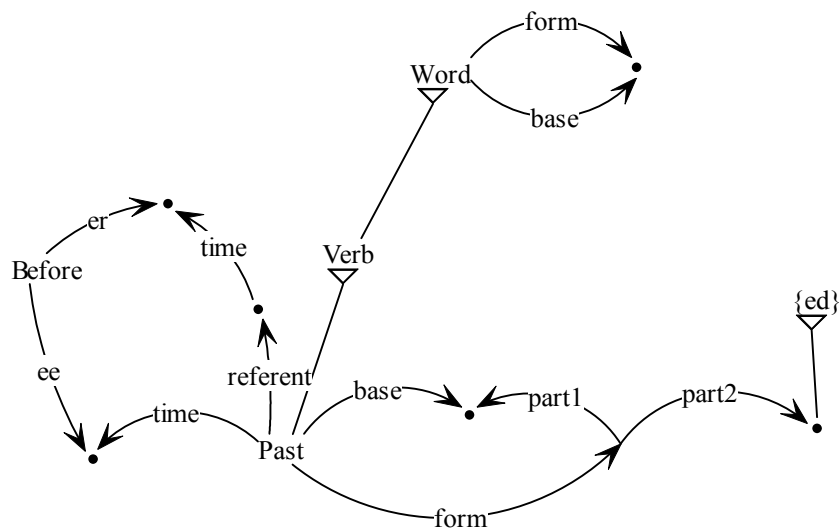 form
Word
base
er
time
Verb
Before
{ed}
ee
referent
base
part1
part2
time
Past
form